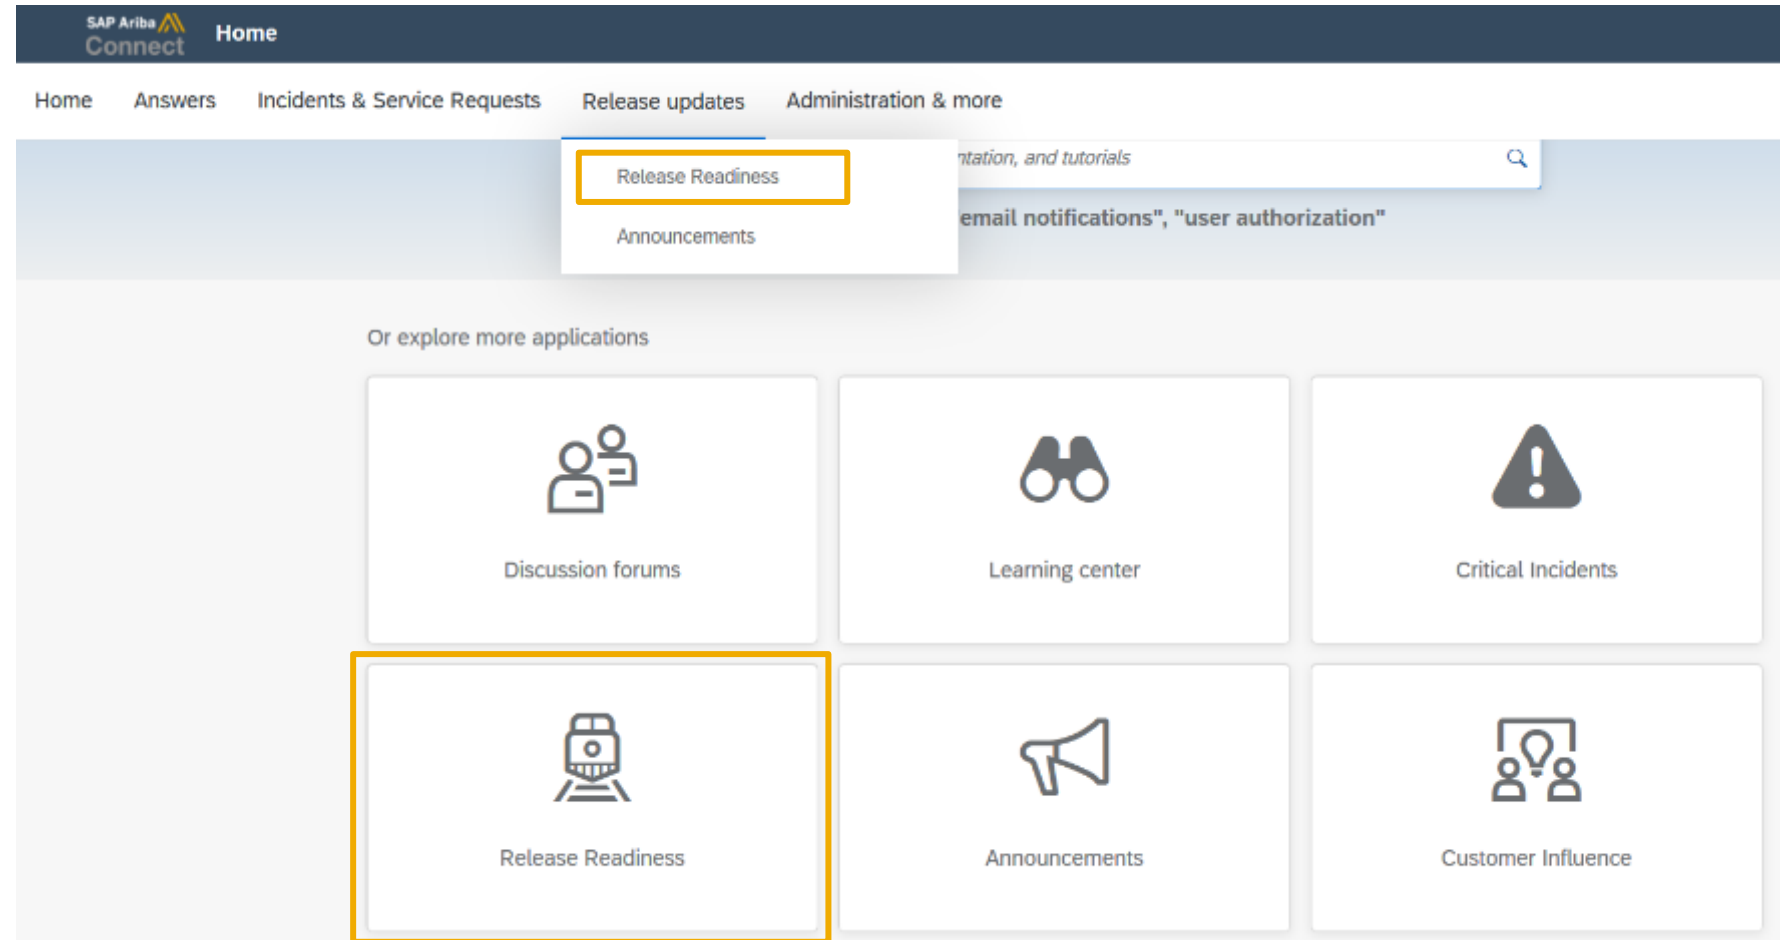 SAP Ariba
Connect
Home
Home Answers Incidents & Service Requests Release updates Administration & more
Release Readiness
Announcements
and tutorials
email notifications", "user authorization"
Or explore more applications
Discussion forums
Learning center
Critical Incidents
Release Readiness
Announcements
Customer Influence